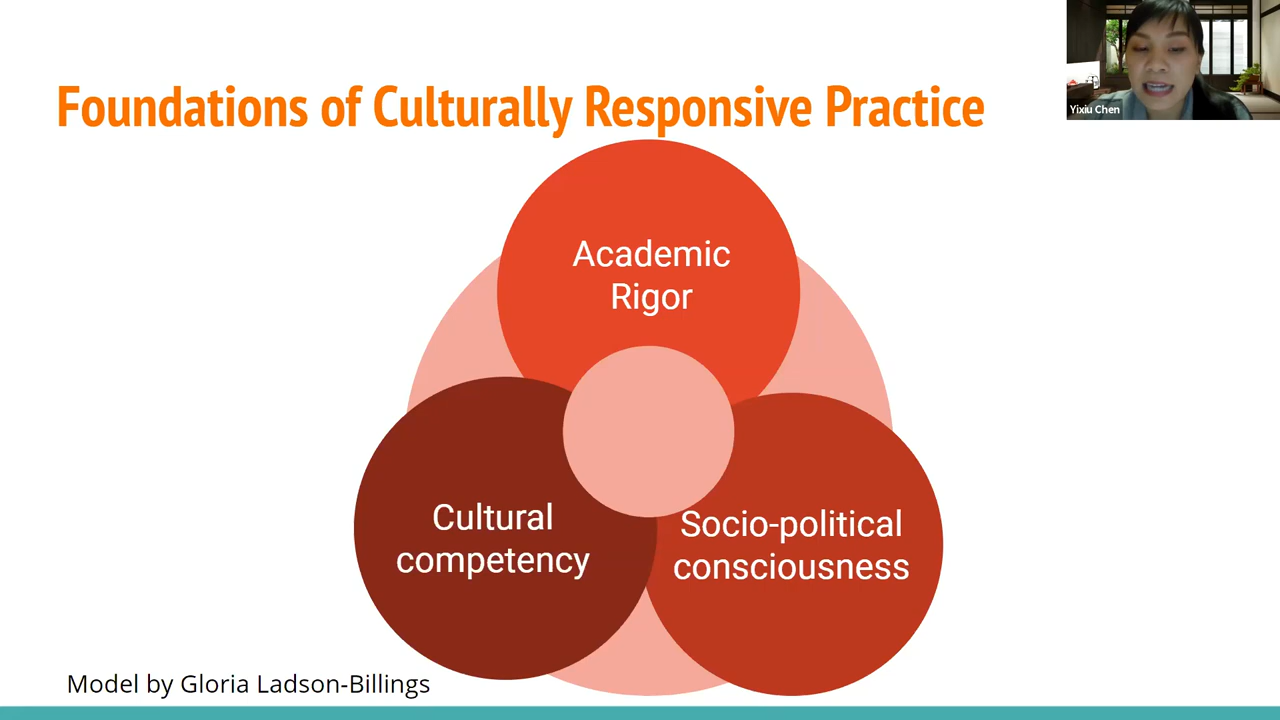 Foundations of Culturally Responsive Practice
Yixiu Chen
Academic
Rigor
Cultural
competency
Socio-political
consciousness
Model by Gloria Ladson-Billings